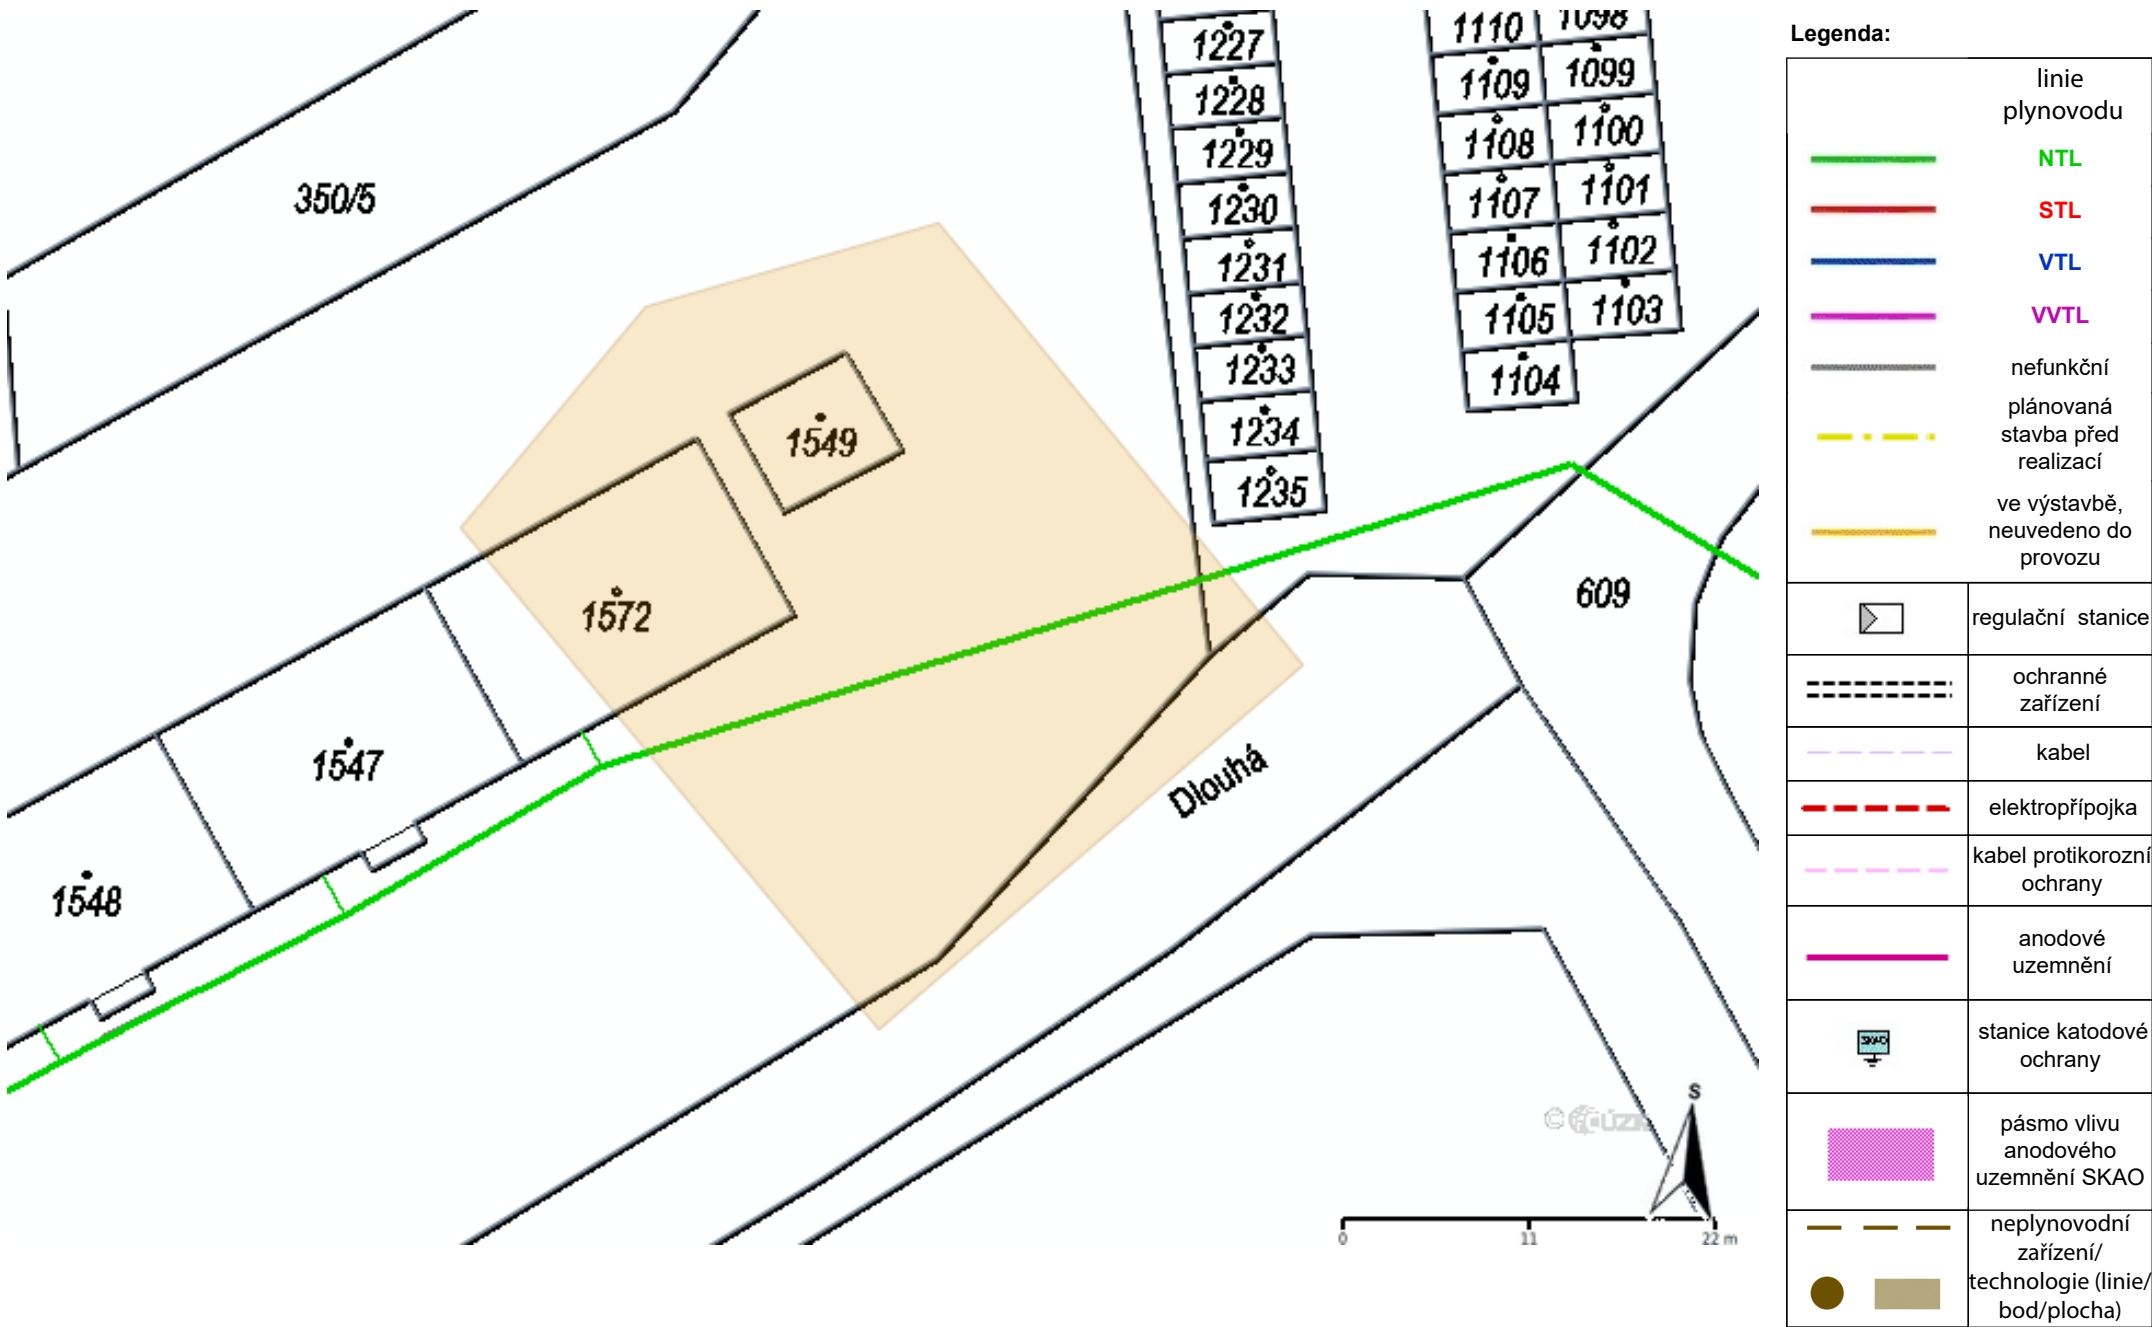 350/5
1227
1228
1229
1230
1231
1232
1233
1234
1235
1110
1098
1109
1099
1108
1100
1107
1101
1106
1102
1105
1103
1104
1549
1572
1547
1548
609
Dlouhá
S
0 11 22 m
Legenda:
linie
plynovodu
NTL
STL
VTL
VVTL
nefunkční
plánovaná
stavba před
realizací
ve výstavbě,
neuvedeno do
provozu
regulační stanice
ochranné
zařízení
kabel
elektropřípojka
kabel protikorozní
ochrany
anodové
uzemnění
SKAO
stanice katodové
ochrany
pásmo vlivu
anodového
uzemnění SKAO
neplynovodní
zařízení/
technologie (linie/
bod/plocha)